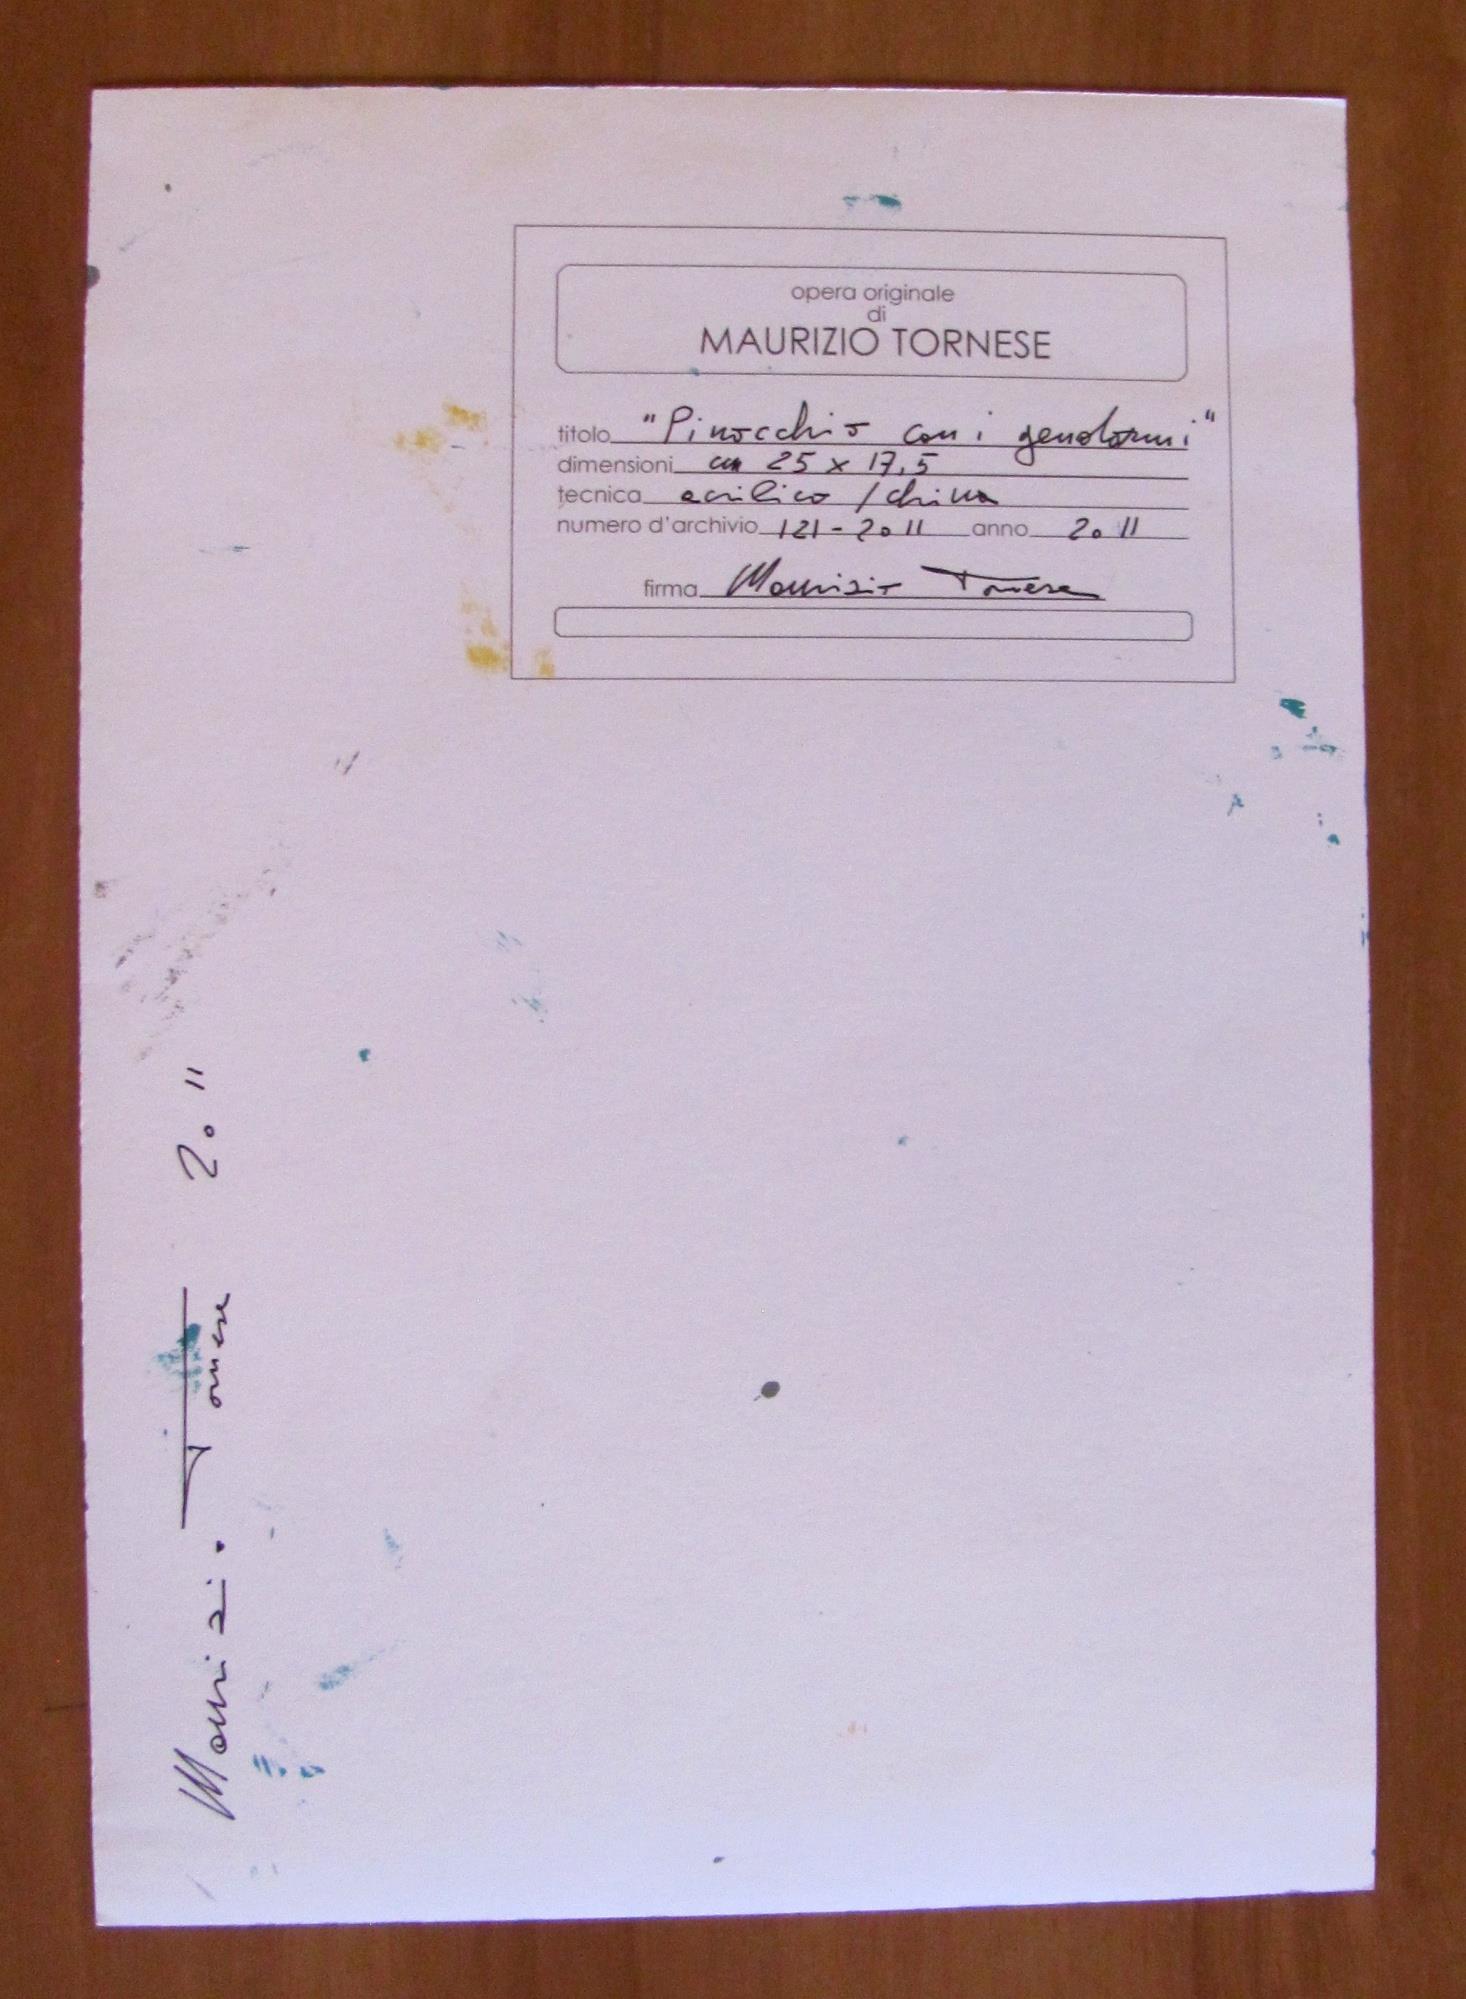 opera originale
di
MAURIZIO TORNESE
titolo "Pinocchio con i gendarmi"
dimensioni cm 25 x 17,5
tecnica acrilico / china
numero d'archivio 121-2011 anno 2011
firma Maurizio Tornese
Maurizio Tornese 2011